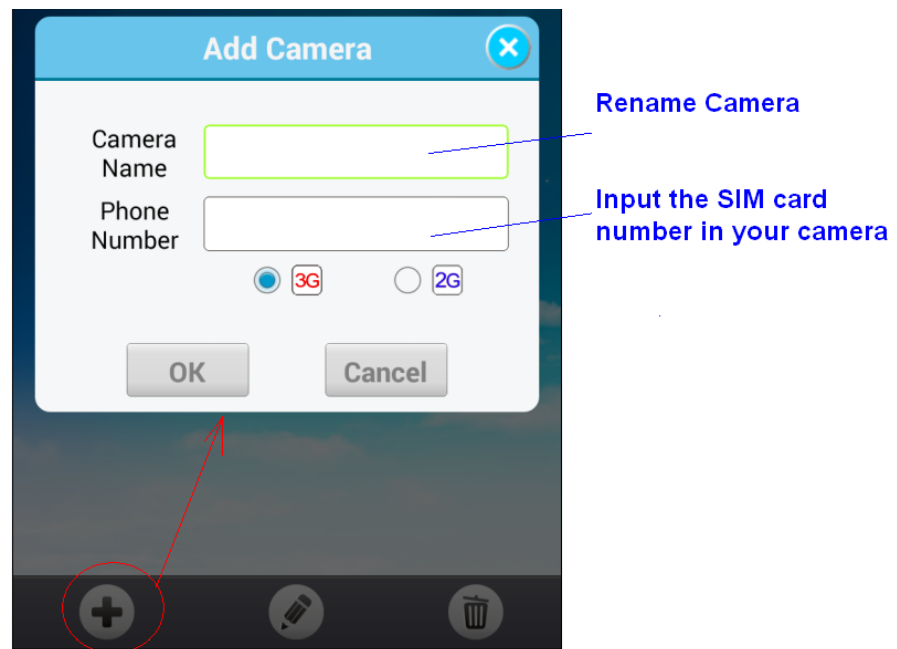 Add Camera
Camera
Name
Rename Camera
Phone
Number
Input the SIM card
number in your camera
3G
2G
OK
Cancel